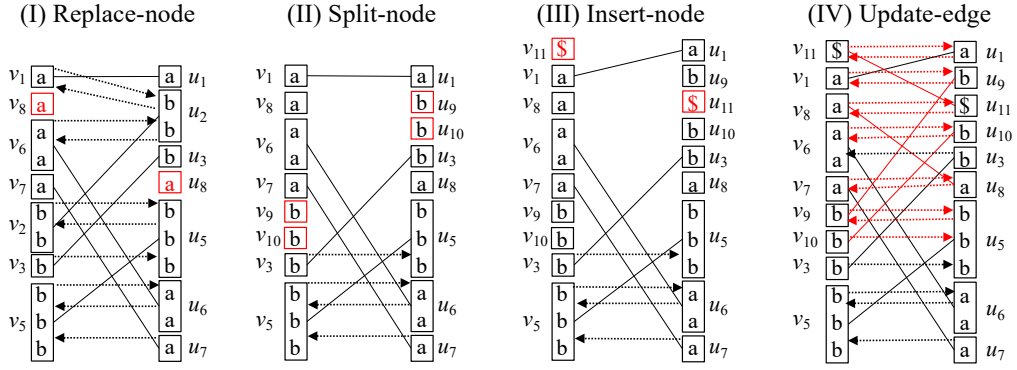 (I) Replace-node
v1 a
v8 a
a
v6
a
v7 a
b
v2
b
v3 b
b
v5 b
b
a u1
b
u2
b
b u3
a u8
b
b u5
b
a
u6
a
a u7
(II) Split-node
v1 a
v8 a
a
v6
a
v7 a
v9 b
v10 b
v3 b
b
v5 b
b
a u1
b u9
b u10
b u3
a u8
b
b u5
b
a
u6
a
a u7
(III) Insert-node
v11 $
v1 a
v8 a
a
v6
a
v7 a
v9 b
v10 b
v3 b
b
v5 b
b
a u1
b u9
$ u11
b u10
b u3
a u8
b
b u5
b
a
u6
a
a u7
(IV) Update-edge
v11 $
v1 a
v8 a
a
v6
a
v7 a
v9 b
v10 b
v3 b
b
v5 b
b
a u1
b u9
$ u11
b u10
b u3
a u8
b
b u5
b
a
u6
a
a u7